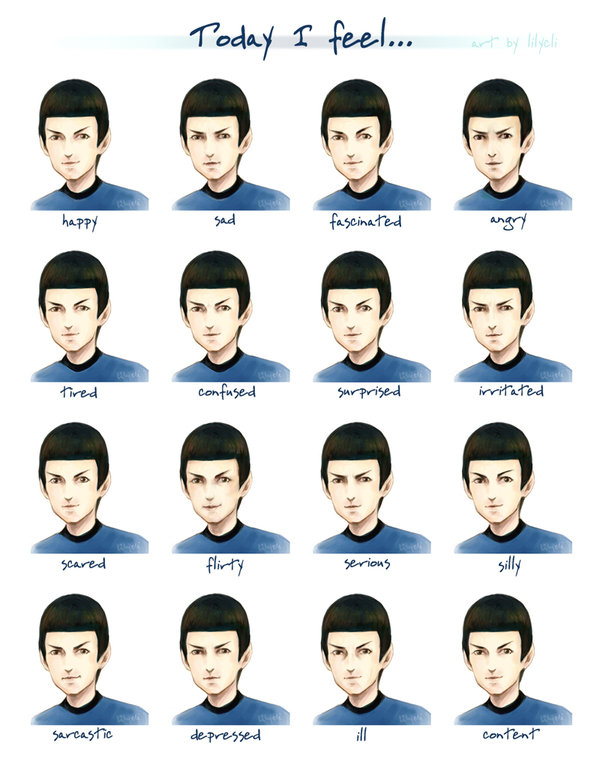 Today I feel...
art by lilycli
happy sad fascinated angry
tired confused surprised irritated
scared flirty serious silly
sarcastic depressed ill content